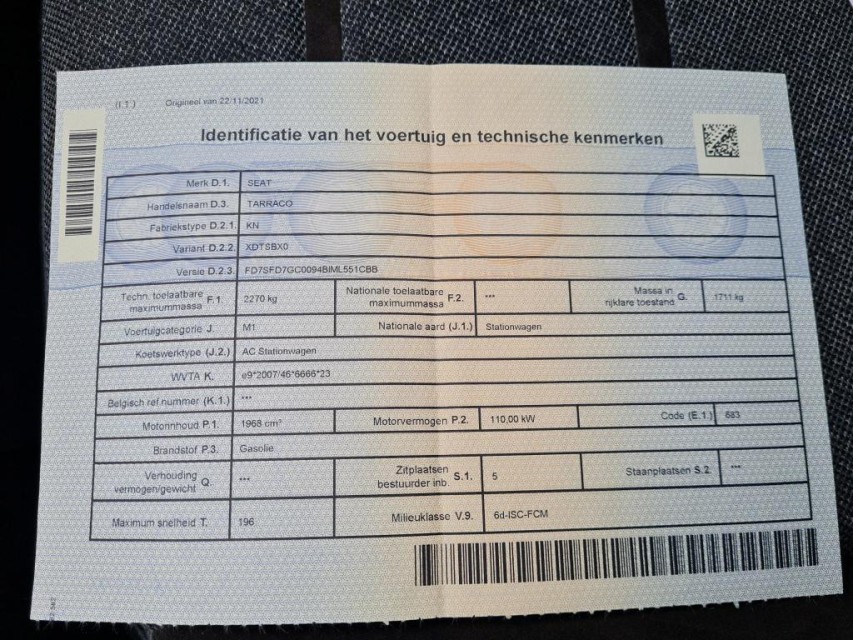 (I.1.) Origineel van 22/11/2021
Identificatie van het voertuig en technische kenmerken
Merk D.1. SEAT
Handelsnaam D.3. TARRACO
Fabriekstype D.2.1. KN
Variant D.2.2. XDTSBX0
Versie D.2.3. FD7SFD7GC0094BIML551CBB
Techn. toelaatbare maximummassa F.1. 2270 kg Nationale toelaatbare maximummassa F.2. *** Massa in rijklare toestand G. 1711 kg
Voertuigcategorie J. M1 Nationale aard (J.1.) Stationwagen
Koetswerktype (J.2.) AC Stationwagen
WVTA K. e9*2007/46*6666*23
Belgisch ref.nummer (K.1.) ***
Motorinhoud P.1. 1968 cm³ Motorvermogen P.2. 110,00 kW Code (E.1.) 683
Brandstof P.3. Gasolie
Verhouding vermogen/gewicht Q. *** Zitplaatsen bestuurder inb. S.1. 5 Staanplaatsen S.2. ***
Maximum snelheid T. 196 Milieuklasse V.9. 6d-ISC-FCM